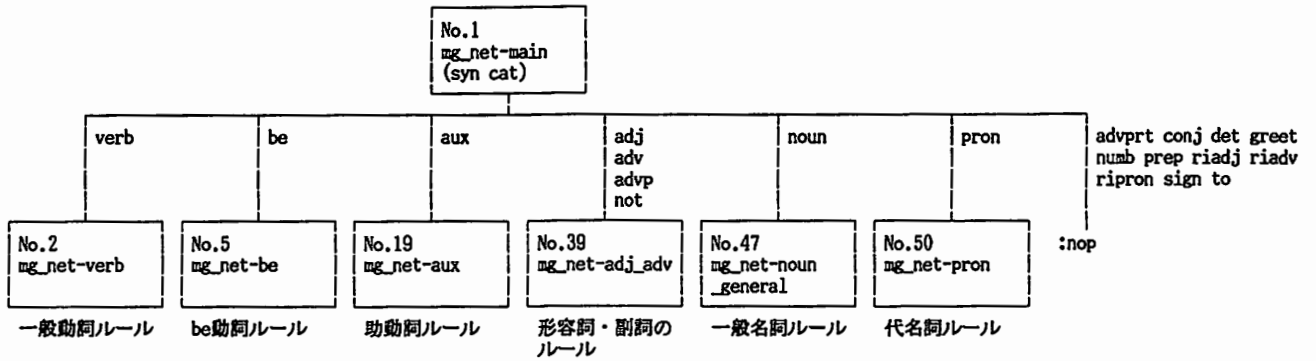 No.1
mg_net-main
(syn cat)
verb
be
aux
adj
adv
advp
not
noun
pron
advprt conj det greet
numb prep riadj riadv
ripron sign to
No.2
mg_net-verb
No.5
mg_net-be
No.19
mg_net-aux
No.39
mg_net-adj_adv
No.47
mg_net-noun
_general
No.50
mg_net-pron
:nop
一般動詞ルール
be動詞ルール
助動詞ルール
形容詞・副詞の
ルール
一般名詞ルール
代名詞ルール